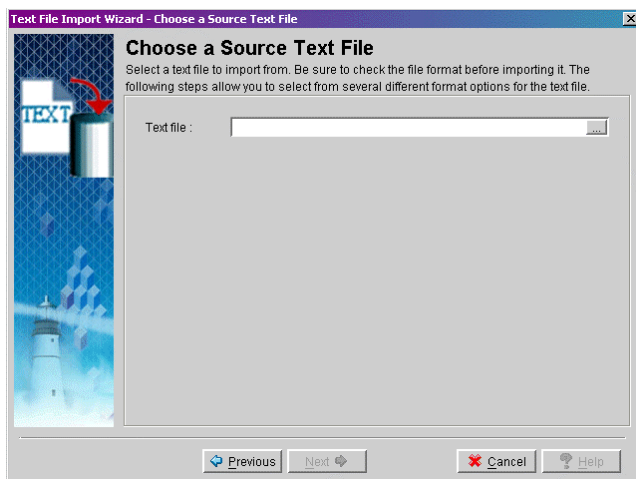 Text File Import Wizard - Choose a Source Text File
Choose a Source Text File
Select a text file to import from. Be sure to check the file format before importing it. The
following steps allow you to select from several different format options for the text file.
TEXT
Text file :
...
Previous
Next
Cancel
Help